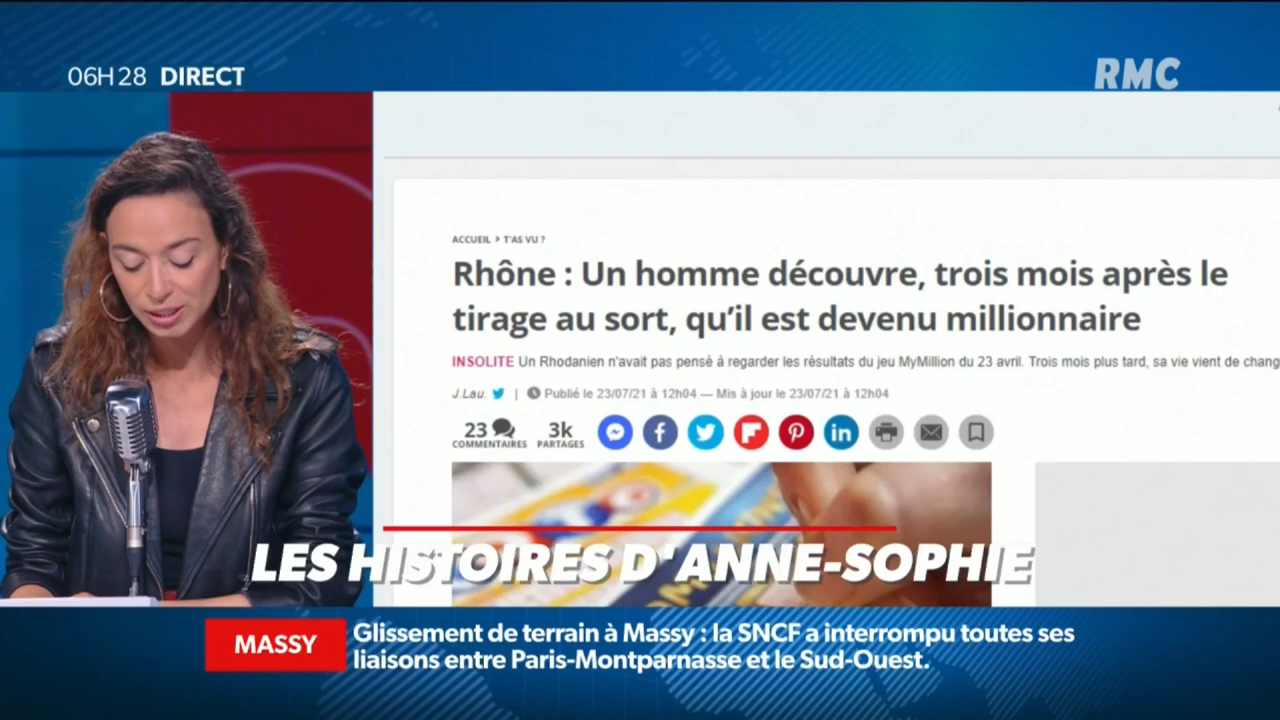 06H28 DIRECT
RMC
ACCUEIL > T'AS VU ?
Rhône : Un homme découvre, trois mois après le
tirage au sort, qu'il est devenu millionnaire
INSOLITE Un Rhodanien n'avait pas pensé à regarder les résultats du jeu MyMillion du 23 avril. Trois mois plus tard, sa vie vient de chang
J.Lau. | Publié le 23/07/21 à 12h04 — Mis à jour le 23/07/21 à 12h04
23 3k
COMMENTAIRES PARTAGES
LES HISTOIRES D'ANNE-SOPHIE
MASSY
Glissement de terrain à Massy : la SNCF a interrompu toutes ses
liaisons entre Paris-Montparnasse et le Sud-Ouest.